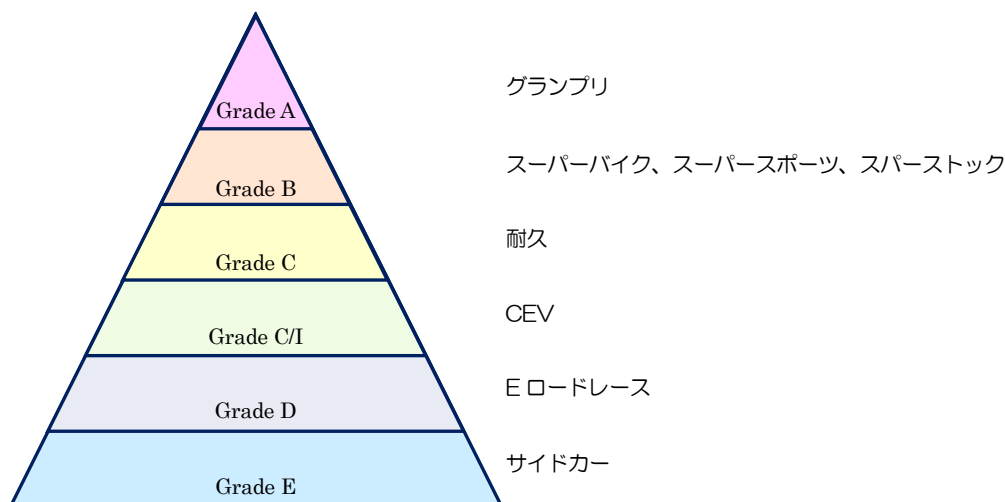 グランプリ
Grade A
スーパーバイク、スーパースポーツ、スパーストック
Grade B
耐久
Grade C
CEV
Grade C/I
E ロードレース
Grade D
サイドカー
Grade E